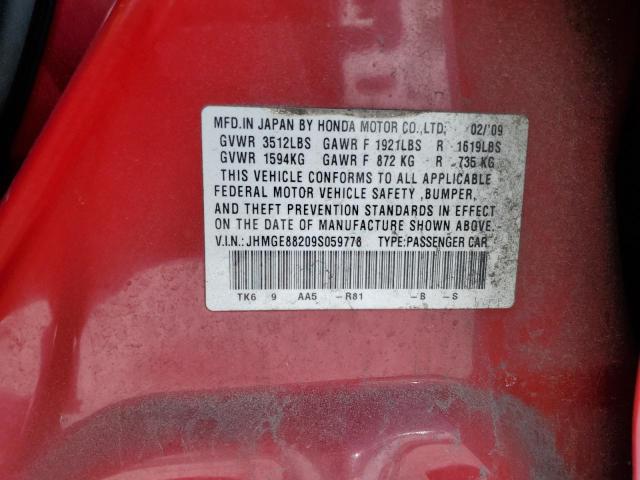 MFD.IN JAPAN BY HONDA MOTOR CO.,LTD; 02/'09
GVWR 3512LBS GAWR F 1921LBS R 1619LBS
GVWR 1594KG GAWR F 872 KG R 735 KG
THIS VEHICLE CONFORMS TO ALL APPLICABLE
FEDERAL MOTOR VEHICLE SAFETY ,BUMPER,
AND THEFT PREVENTION STANDARDS IN EFFECT
ON THE DATE OF MANUFACTURE SHOWN ABOVE.
V.I.N.: JHMGE88209S059778 TYPE:PASSENGER CAR
TK6 9 AA5 –R81 –B –S